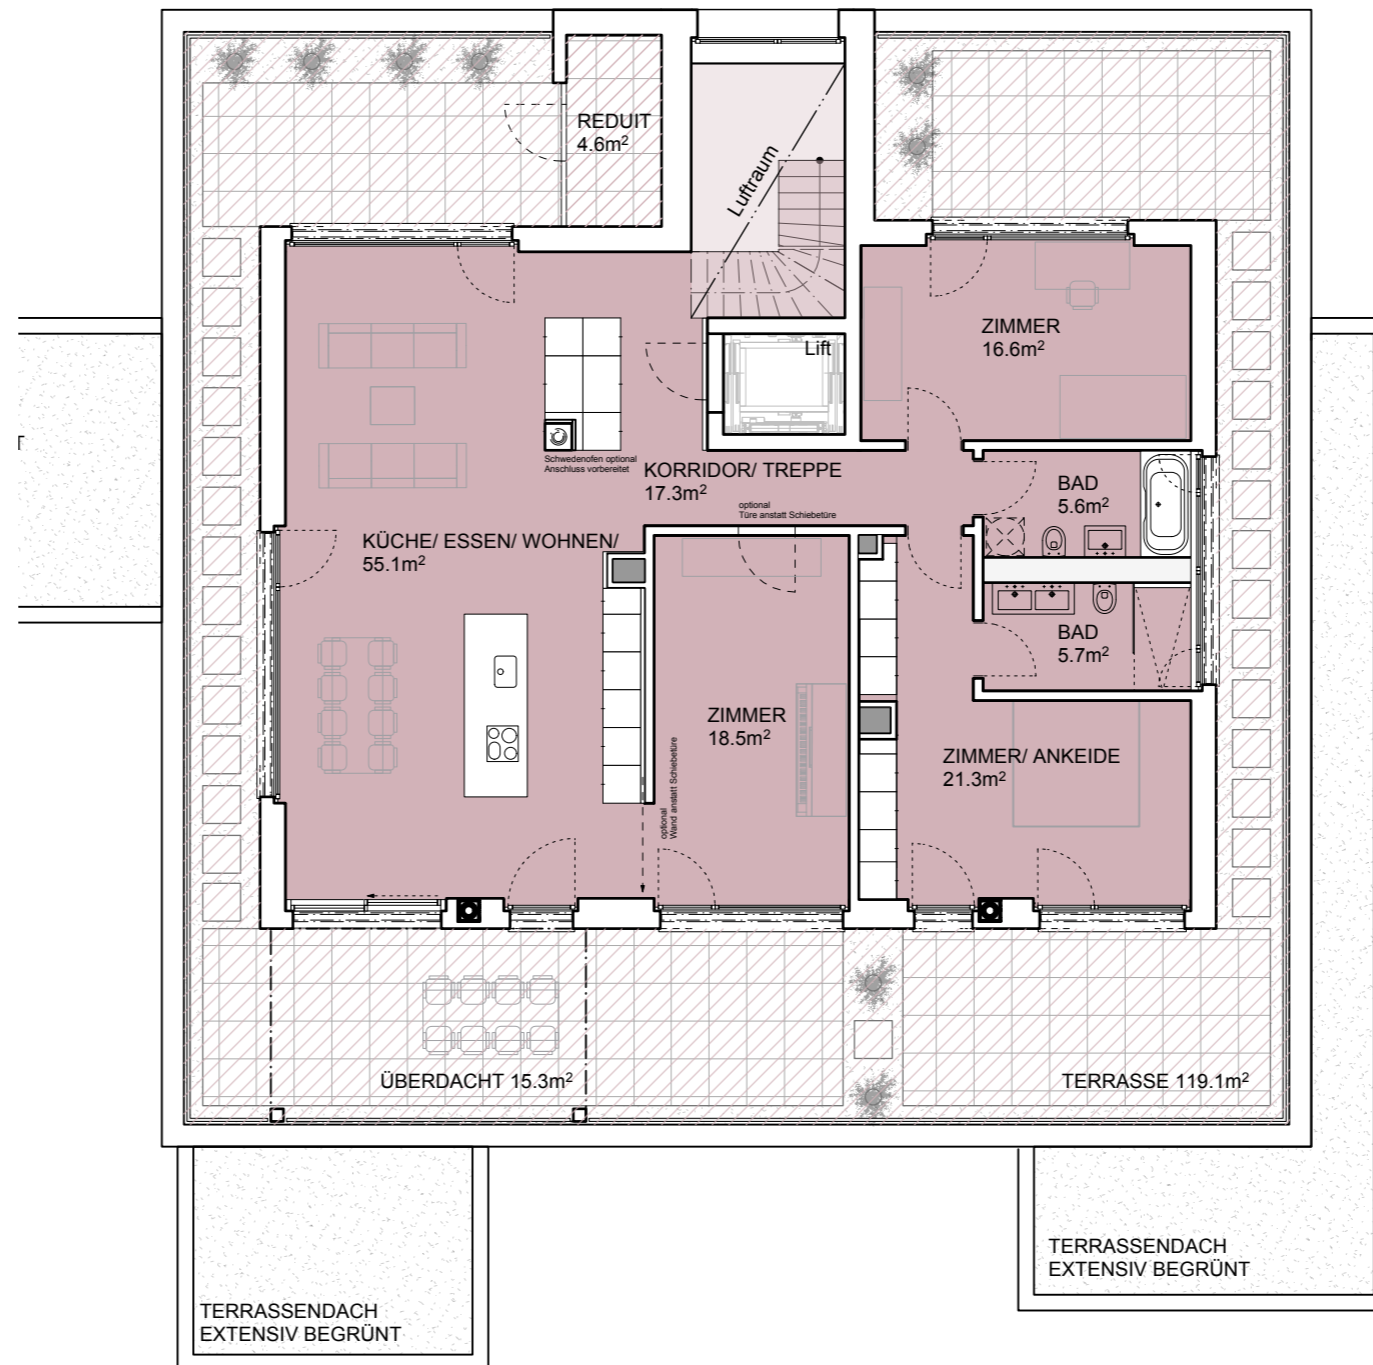 REDUIT
4.6m²
Luftraum
ZIMMER
16.6m²
Lift
Schwedenofen optional
Anschluss vorbereitet
KORRIDOR/ TREPPE
17.3m²
BAD
5.6m²
optional
Türe anstatt Schiebetüre
KÜCHE/ ESSEN/ WOHNEN/
55.1m²
BAD
5.7m²
ZIMMER
18.5m²
optional
Wand anstatt Schiebetüre
ZIMMER/ ANKEIDE
21.3m²
ÜBERDACHT 15.3m²
TERRASSE 119.1m²
TERRASSENDACH
EXTENSIV BEGRÜNT
TERRASSENDACH
EXTENSIV BEGRÜNT